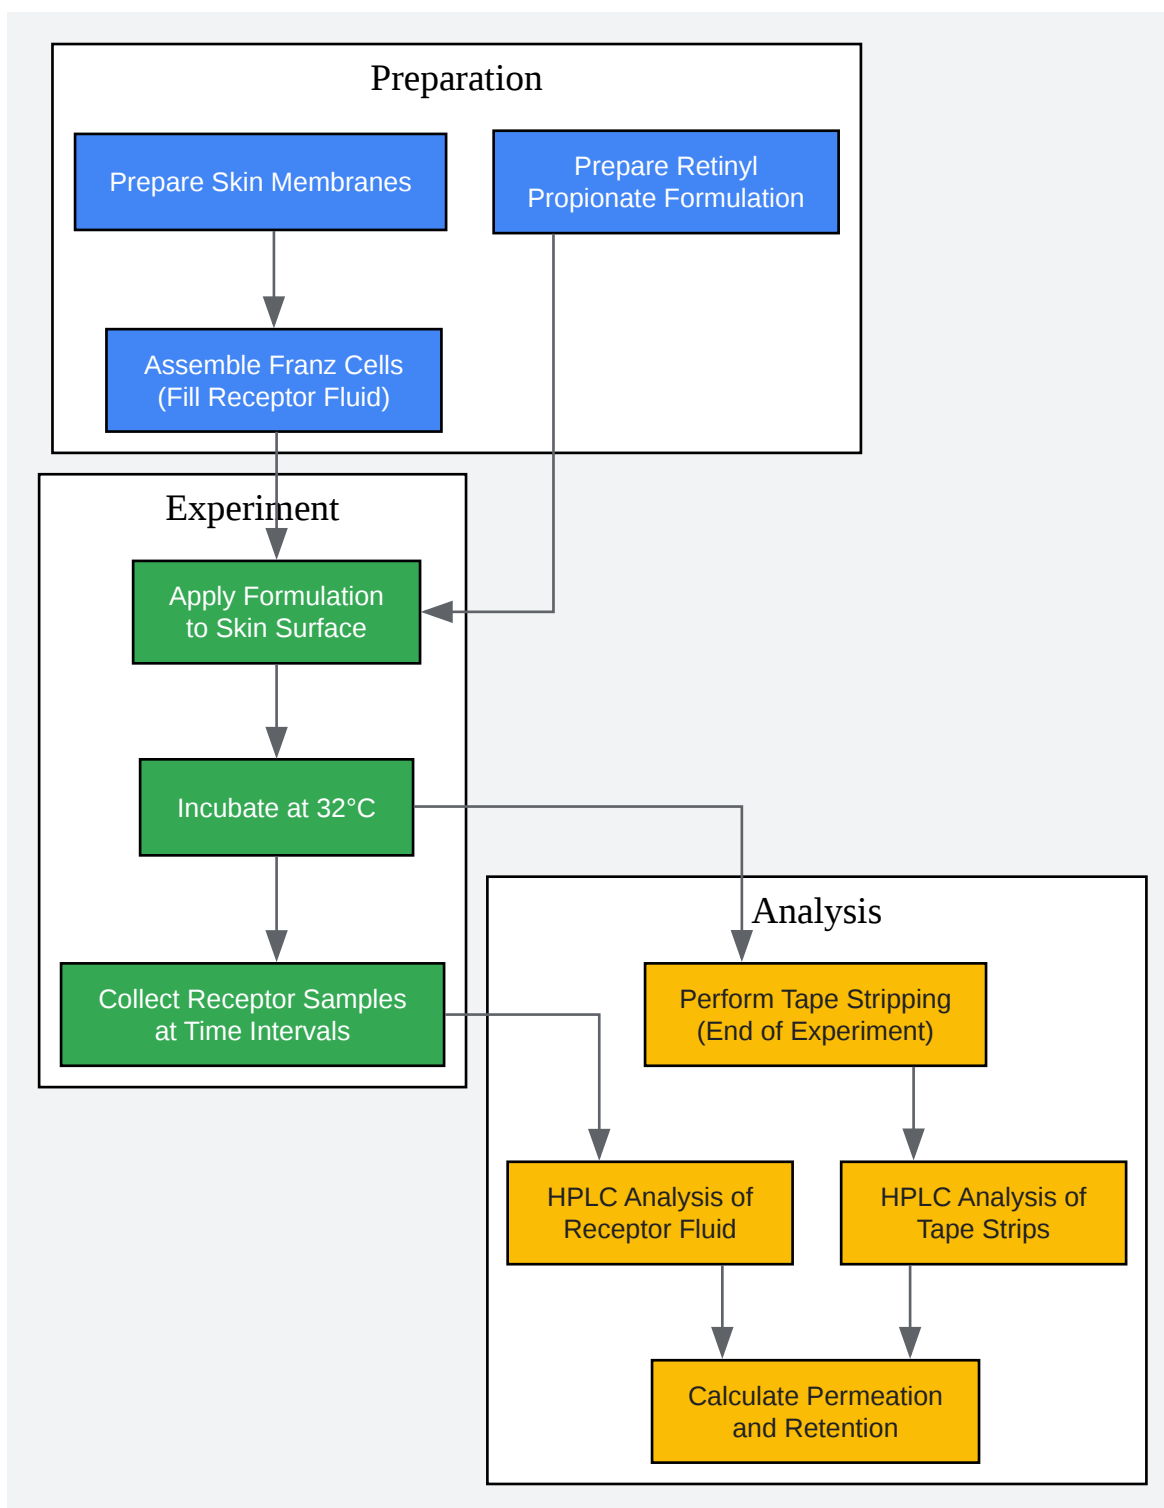 Preparation
Prepare Skin Membranes
Prepare Retinyl
Propionate Formulation
Assemble Franz Cells
(Fill Receptor Fluid)
Experiment
Apply Formulation
to Skin Surface
Incubate at 32°C
Collect Receptor Samples
at Time Intervals
Analysis
Perform Tape Stripping
(End of Experiment)
HPLC Analysis of
Receptor Fluid
HPLC Analysis of
Tape Strips
Calculate Permeation
and Retention